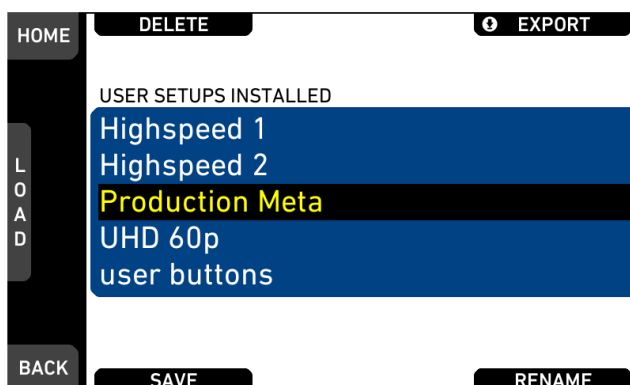 HOME
DELETE
EXPORT
USER SETUPS INSTALLED
Highspeed 1
Highspeed 2
LOAD
Production Meta
UHD 60p
user buttons
BACK
SAVE
RENAME